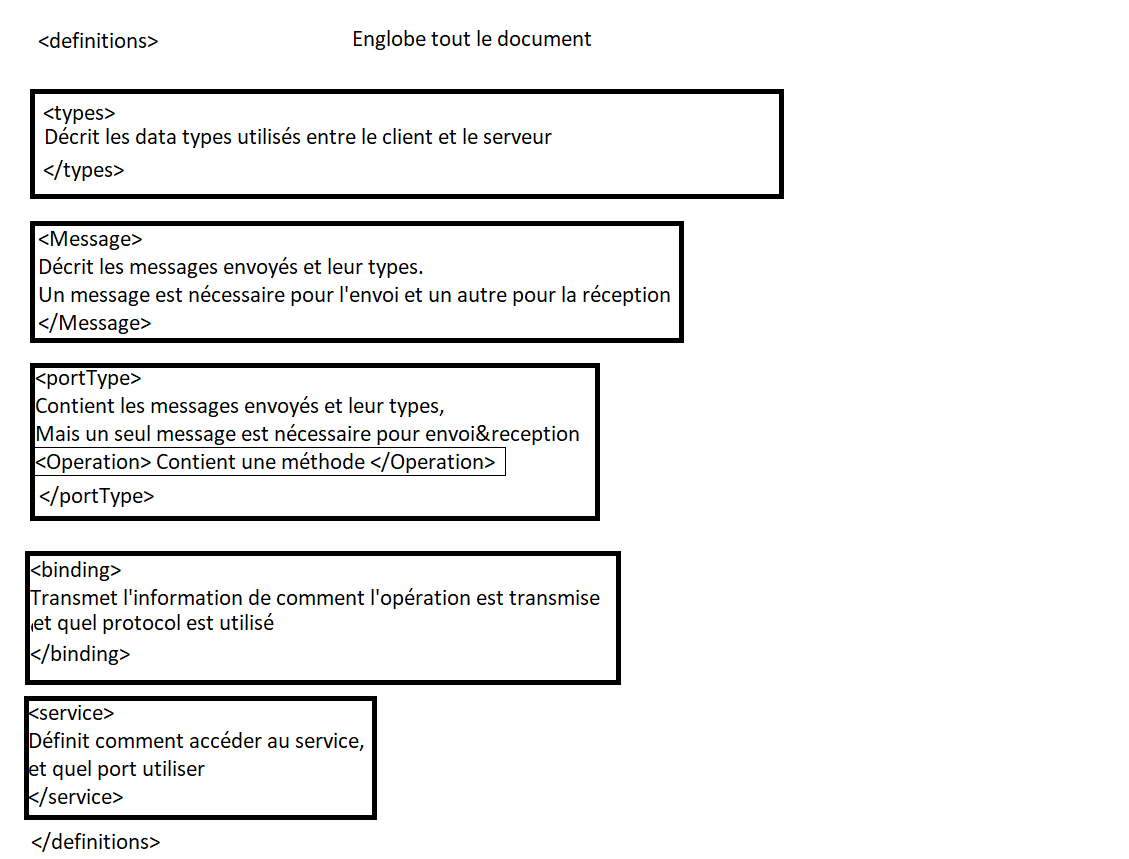 <definitions> Englobe tout le document
<types>
Décrit les data types utilisés entre le client et le serveur
</types>
<Message>
Décrit les messages envoyés et leur types.
Un message est nécessaire pour l'envoi et un autre pour la réception
</Message>
<portType>
Contient les messages envoyés et leur types,
Mais un seul message est nécessaire pour envoi&reception
<Operation> Contient une méthode </Operation>
</portType>
<binding>
Transmet l'information de comment l'opération est transmise
et quel protocol est utilisé
</binding>
<service>
Définit comment accéder au service,
et quel port utiliser
</service>
</definitions>